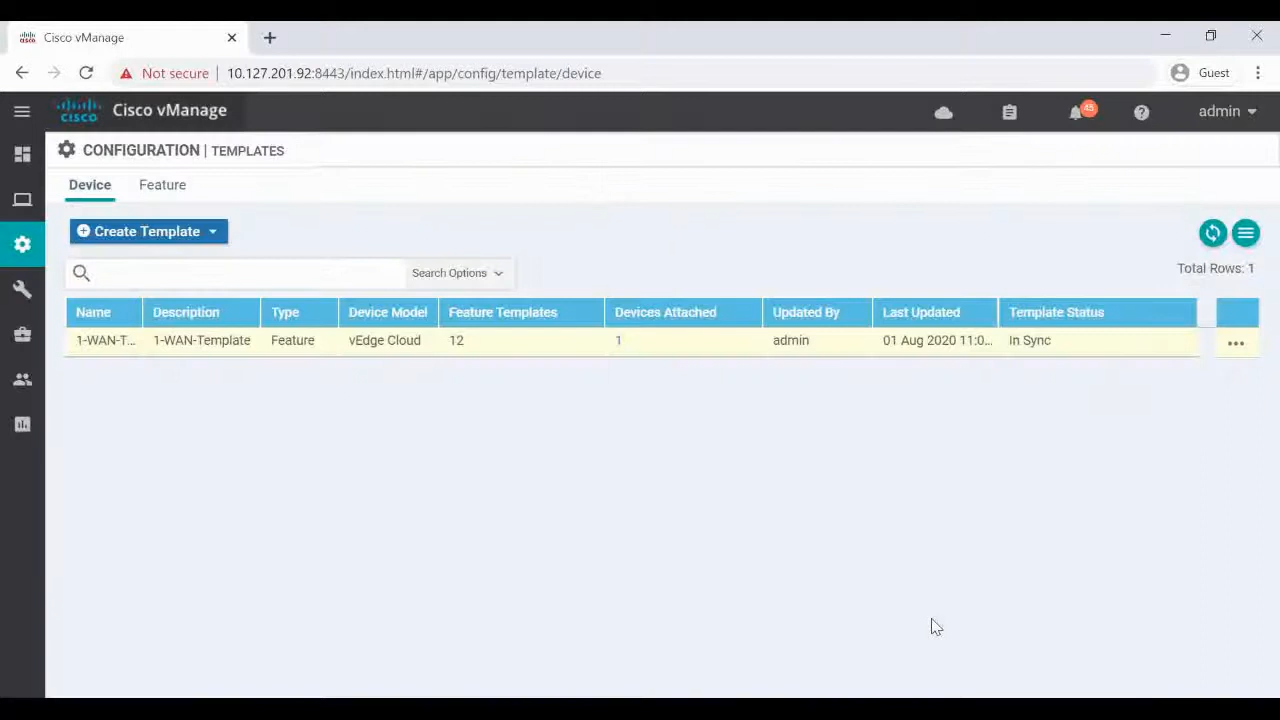 Cisco vManage
Not secure 10.127.201.92:8443/index.html#/app/config/template/device Guest
cisco Cisco vManage 45 admin
CONFIGURATION | TEMPLATES
Device Feature
Create Template
Search Options
Total Rows: 1
Name Description Type Device Model Feature Templates Devices Attached Updated By Last Updated Template Status
1-WAN-T... 1-WAN-Template Feature vEdge Cloud 12 1 admin 01 Aug 2020 11:0... In Sync